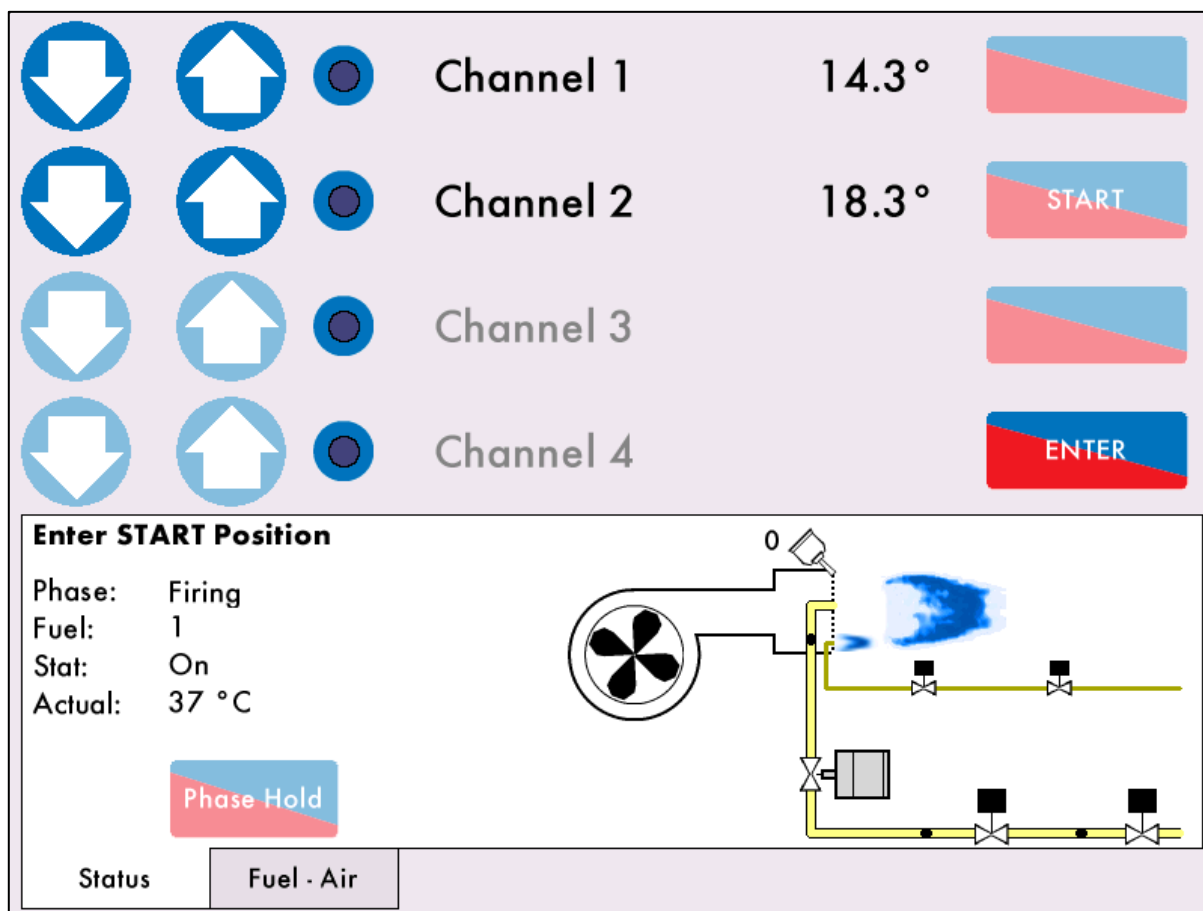 Channel 1 14.3°
Channel 2 18.3° START
Channel 3
Channel 4 ENTER
Enter START Position
0
Phase: Firing
Fuel: 1
Stat: On
Actual: 37 °C
Phase Hold
Status Fuel - Air